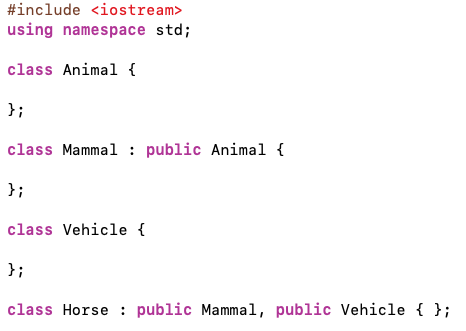 #include <iostream>
using namespace std;
class Animal {
};
class Mammal : public Animal {
};
class Vehicle {
};
class Horse : public Mammal, public Vehicle { };